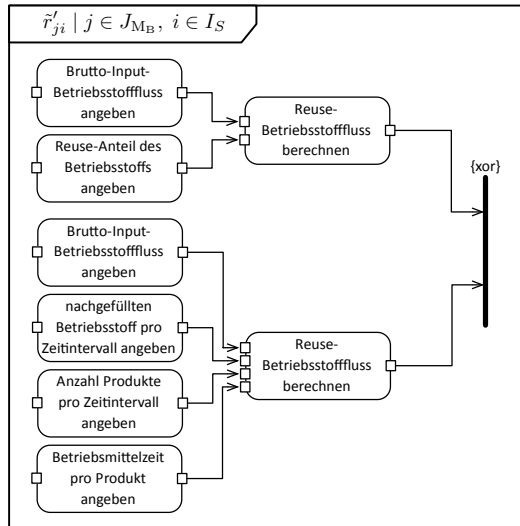 r̃′ji | j ∈ JMB, i ∈ IS
Brutto-Input-
Betriebsstofffluss
angeben
Reuse-Anteil des
Betriebsstoffs
angeben
Reuse-
Betriebsstofffluss
berechnen
{xor}
Brutto-Input-
Betriebsstofffluss
angeben
nachgefüllten
Betriebsstoff pro
Zeitintervall angeben
Anzahl Produkte
pro Zeitintervall
angeben
Betriebsmittelzeit
pro Produkt
angeben
Reuse-
Betriebsstofffluss
berechnen